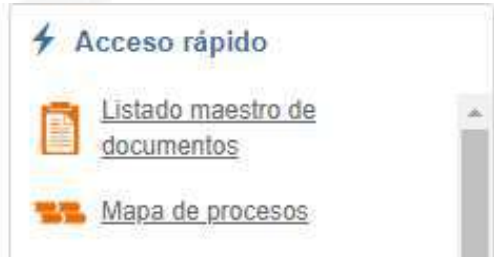 Acceso rápido
Listado maestro de
documentos
Mapa de procesos